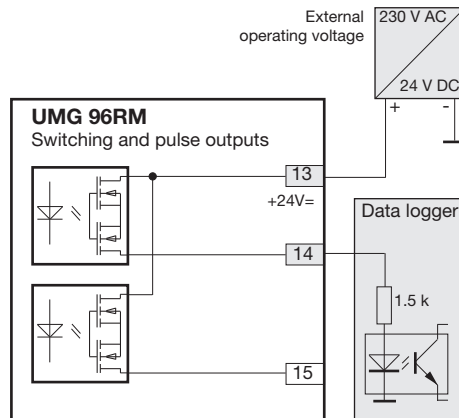 External
operating voltage
230 V AC
24 V DC
+ -
UMG 96RM
Switching and pulse outputs
13
+24V=
Data logger
14
1.5 k
15